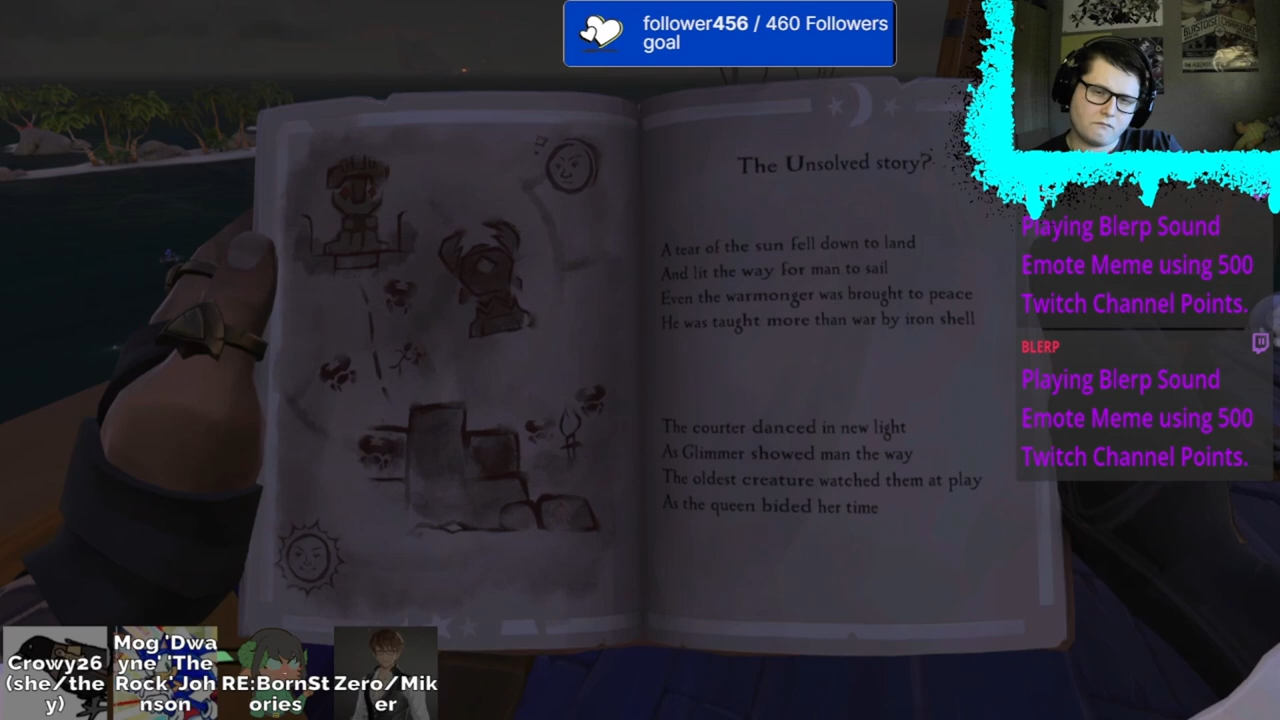 follower456 / 460 Followers
goal
The Unsolved story?
A tear of the sun fell down to land
And lit the way for man to sail
Even the warmonger was brought to peace
He was taught more than war by iron shell
The courter danced in new light
As Glimmer showed man the way
The oldest creature watched them at play
As the queen bided her time
Playing Blerp Sound
Emote Meme using 500
Twitch Channel Points.
BLERP
Playing Blerp Sound
Emote Meme using 500
Twitch Channel Points.
Crowy26
(she/the
y)
Mog 'Dwa
yne' 'The
Rock' Joh
nson
RE:BornSt
ories
Zero/Mik
er